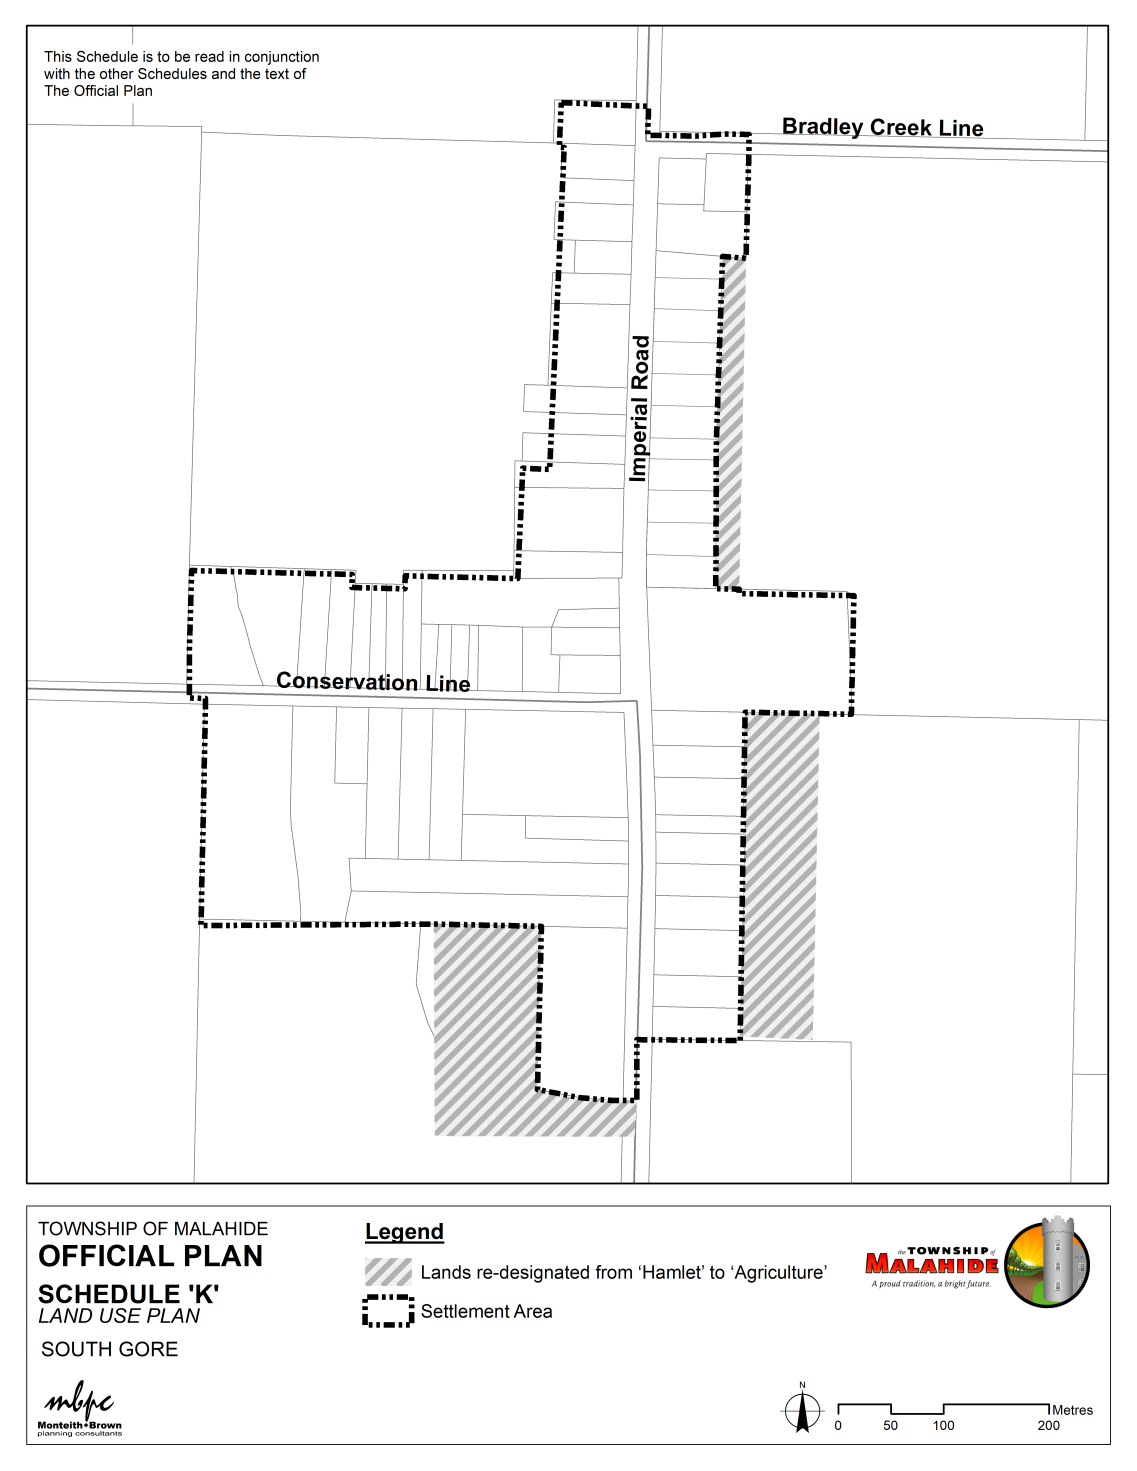 This Schedule is to be read in conjunction
with the other Schedules and the text of
The Official Plan
Bradley Creek Line
Imperial Road
Conservation Line
TOWNSHIP OF MALAHIDE
OFFICIAL PLAN
SCHEDULE 'K'
LAND USE PLAN
SOUTH GORE
mbpc
Monteith•Brown
planning consultants
Legend
Lands re-designated from ‘Hamlet’ to ‘Agriculture’
Settlement Area
the TOWNSHIP of
MALAHIDE
A proud tradition, a bright future.
N
Metres
0 50 100 200